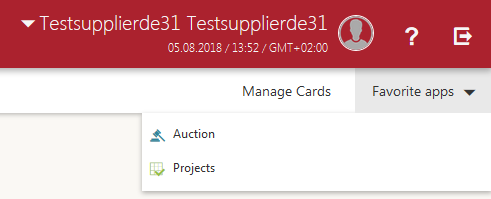 Testsupplierde31 Testsupplierde31
05.08.2018 / 13:52 / GMT+02:00
?
Manage Cards
Favorite apps
Auction
Projects